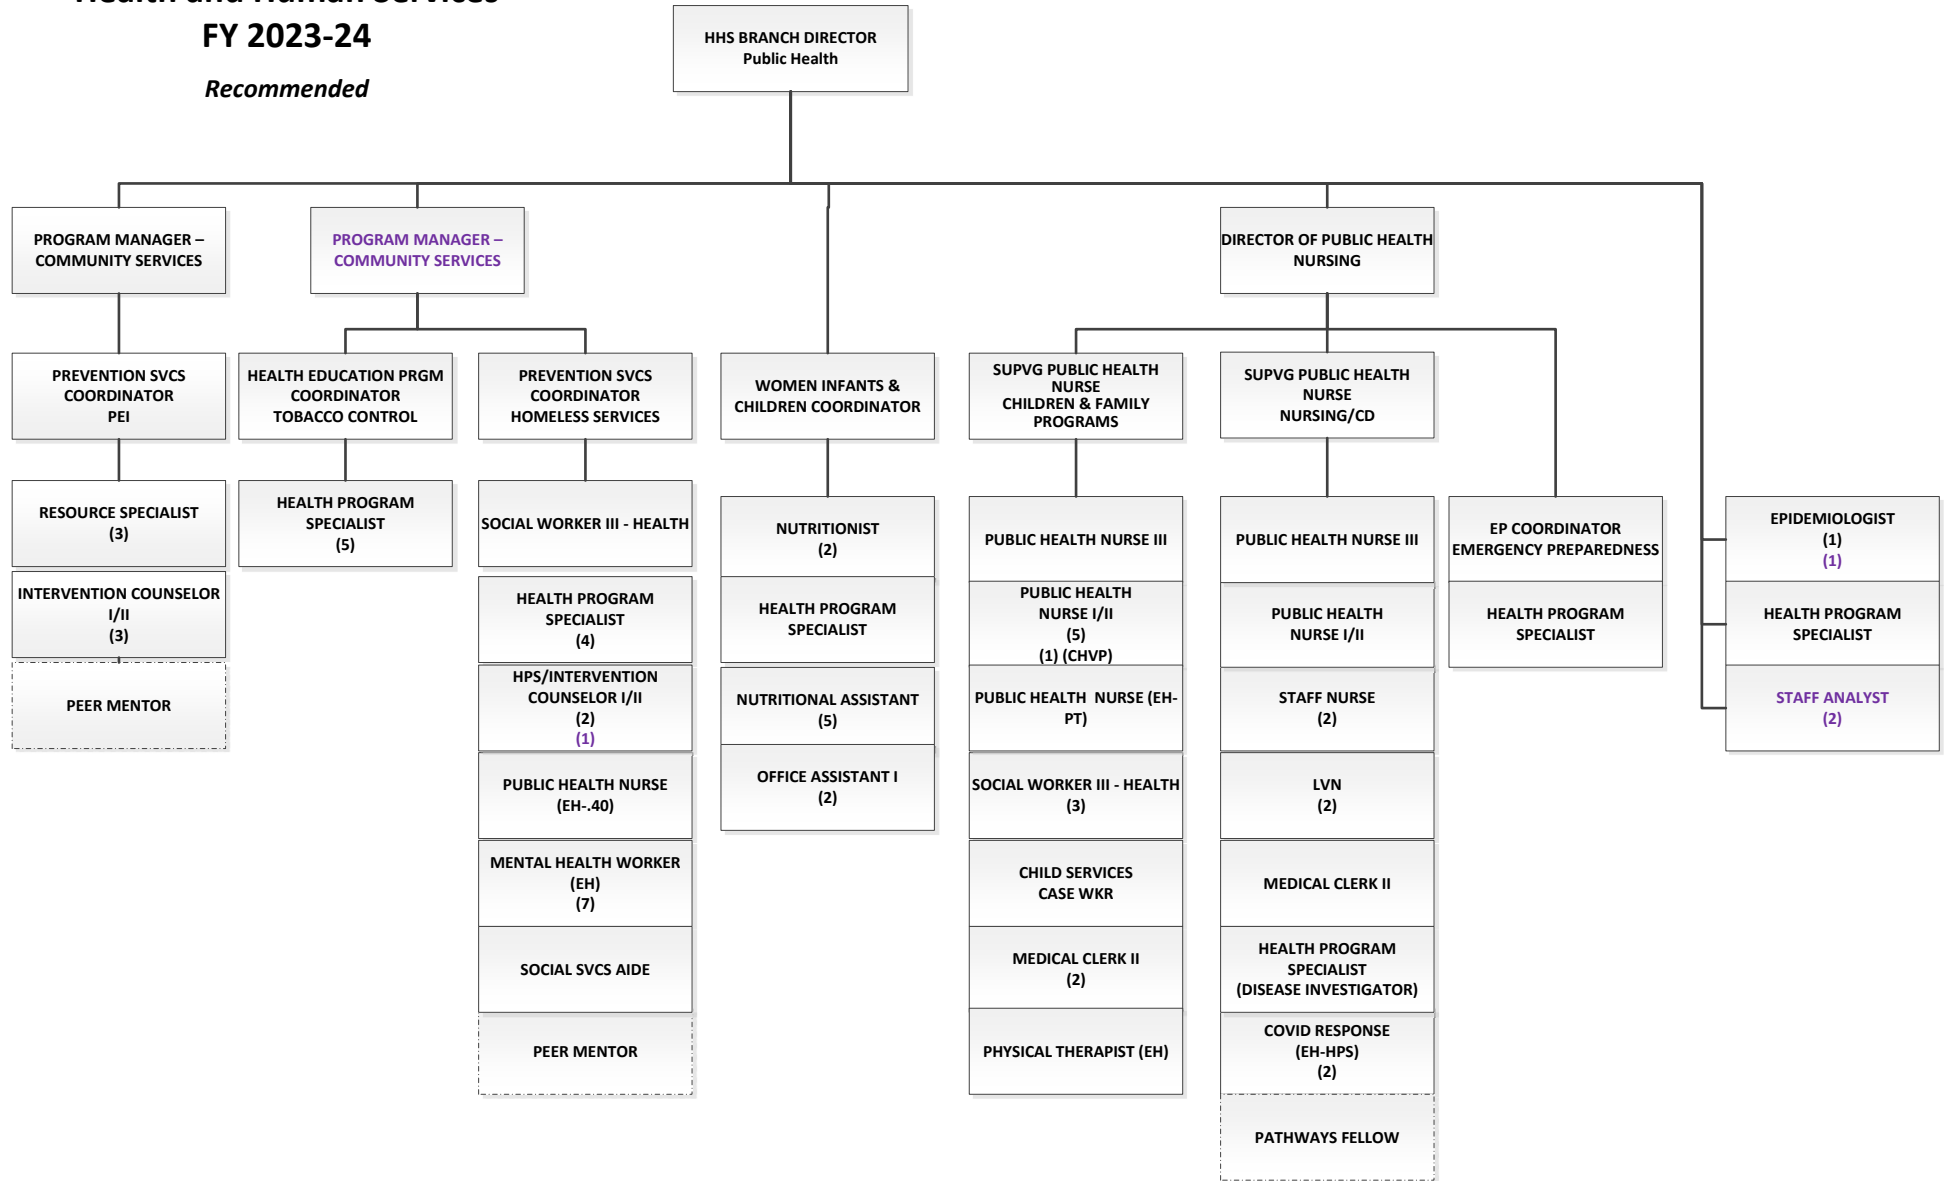 Health and Human Services
FY 2023-24
Recommended
HHS BRANCH DIRECTOR
Public Health
PROGRAM MANAGER –
COMMUNITY SERVICES
PROGRAM MANAGER –
COMMUNITY SERVICES
DIRECTOR OF PUBLIC HEALTH
NURSING
PREVENTION SVCS
COORDINATOR
PEI
HEALTH EDUCATION PRGM
COORDINATOR
TOBACCO CONTROL
PREVENTION SVCS
COORDINATOR
HOMELESS SERVICES
WOMEN INFANTS &
CHILDREN COORDINATOR
SUPVG PUBLIC HEALTH
NURSE
CHILDREN & FAMILY
PROGRAMS
SUPVG PUBLIC HEALTH
NURSE
NURSING/CD
RESOURCE SPECIALIST
(3)
INTERVENTION COUNSELOR
I/II
(3)
PEER MENTOR
HEALTH PROGRAM
SPECIALIST
(5)
SOCIAL WORKER III - HEALTH
HEALTH PROGRAM
SPECIALIST
(4)
HPS/INTERVENTION
COUNSELOR I/II
(2)
(1)
PUBLIC HEALTH NURSE
(EH-.40)
MENTAL HEALTH WORKER
(EH)
(7)
SOCIAL SVCS AIDE
PEER MENTOR
NUTRITIONIST
(2)
HEALTH PROGRAM
SPECIALIST
NUTRITIONAL ASSISTANT
(5)
OFFICE ASSISTANT I
(2)
PUBLIC HEALTH NURSE III
PUBLIC HEALTH
NURSE I/II
(5)
(1) (CHVP)
PUBLIC HEALTH  NURSE (EH-
PT)
SOCIAL WORKER III - HEALTH
(3)
CHILD SERVICES
CASE WKR
MEDICAL CLERK II
(2)
PHYSICAL THERAPIST (EH)
PUBLIC HEALTH NURSE III
PUBLIC HEALTH
NURSE I/II
STAFF NURSE
(2)
LVN
(2)
MEDICAL CLERK II
HEALTH PROGRAM
SPECIALIST
(DISEASE INVESTIGATOR)
COVID RESPONSE
(EH-HPS)
(2)
PATHWAYS FELLOW
EP COORDINATOR
EMERGENCY PREPAREDNESS
HEALTH PROGRAM
SPECIALIST
EPIDEMIOLOGIST
(1)
(1)
HEALTH PROGRAM
SPECIALIST
STAFF ANALYST
(2)